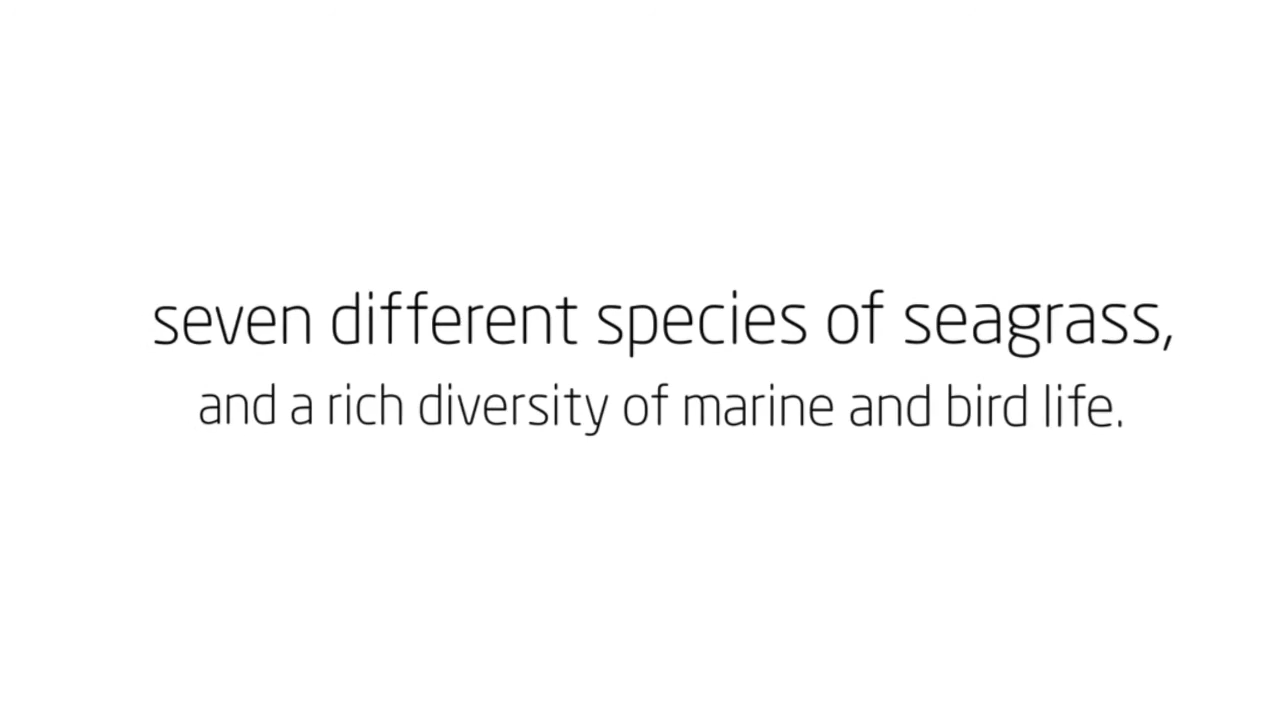 seven different species of seagrass,
and a rich diversity of marine and bird life.